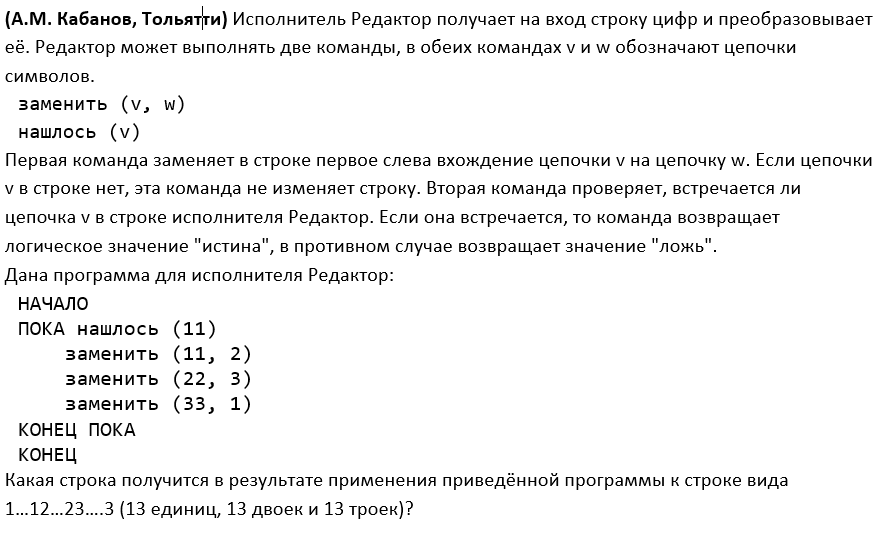 (А.М. Кабанов, Тольятти) Исполнитель Редактор получает на вход строку цифр и преобразовывает
её. Редактор может выполнять две команды, в обеих командах v и w обозначают цепочки
символов.
заменить (v, w)
нашлось (v)
Первая команда заменяет в строке первое слева вхождение цепочки v на цепочку w. Если цепочки
v в строке нет, эта команда не изменяет строку. Вторая команда проверяет, встречается ли
цепочка v в строке исполнителя Редактор. Если она встречается, то команда возвращает
логическое значение "истина", в противном случае возвращает значение "ложь".
Дана программа для исполнителя Редактор:
НАЧАЛО
ПОКА нашлось (11)
заменить (11, 2)
заменить (22, 3)
заменить (33, 1)
КОНЕЦ ПОКА
КОНЕЦ
Какая строка получится в результате применения приведённой программы к строке вида
1…12…23….3 (13 единиц, 13 двоек и 13 троек)?